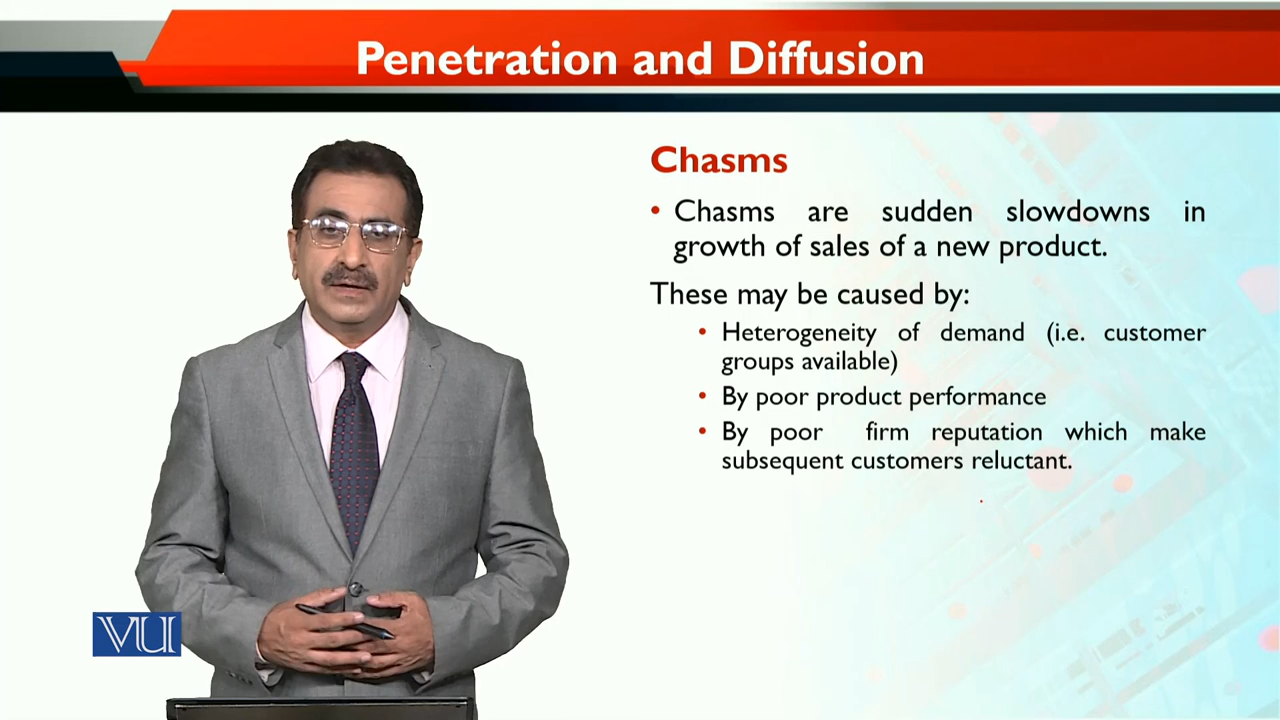 Penetration and Diffusion
Chasms
• Chasms are sudden slowdowns in
growth of sales of a new product.
These may be caused by:
• Heterogeneity of demand (i.e. customer
groups available)
• By poor product performance
• By poor firm reputation which make
subsequent customers reluctant.
VU